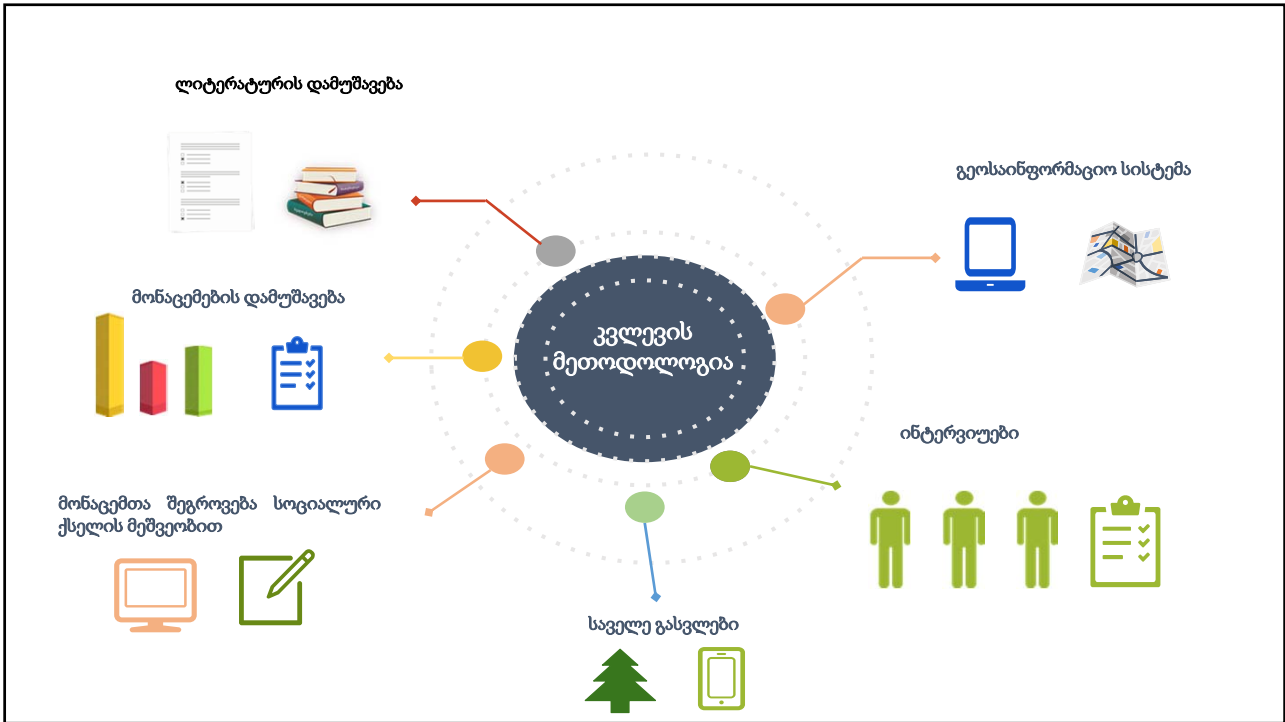 ლიტერატურის დამუშავება
გეოსაინფორმაციო სისტემა
მონაცემების დამუშავება
კვლევის
მეთოდოლოგია
ინტერვიუები
მონაცემთა შეგროვება სოციალური
ქსელის მეშვეობით
საველე გასვლები